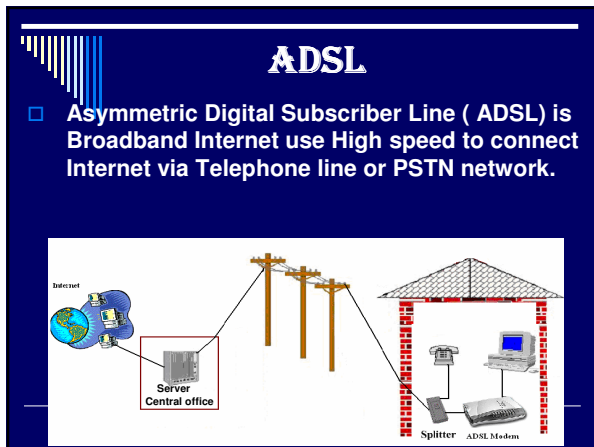 ADSL
Asymmetric Digital Subscriber Line ( ADSL) is
Broadband Internet use High speed to connect
Internet via Telephone line or PSTN network.
Internet
Server
Central office
Splitter
ADSL Modem